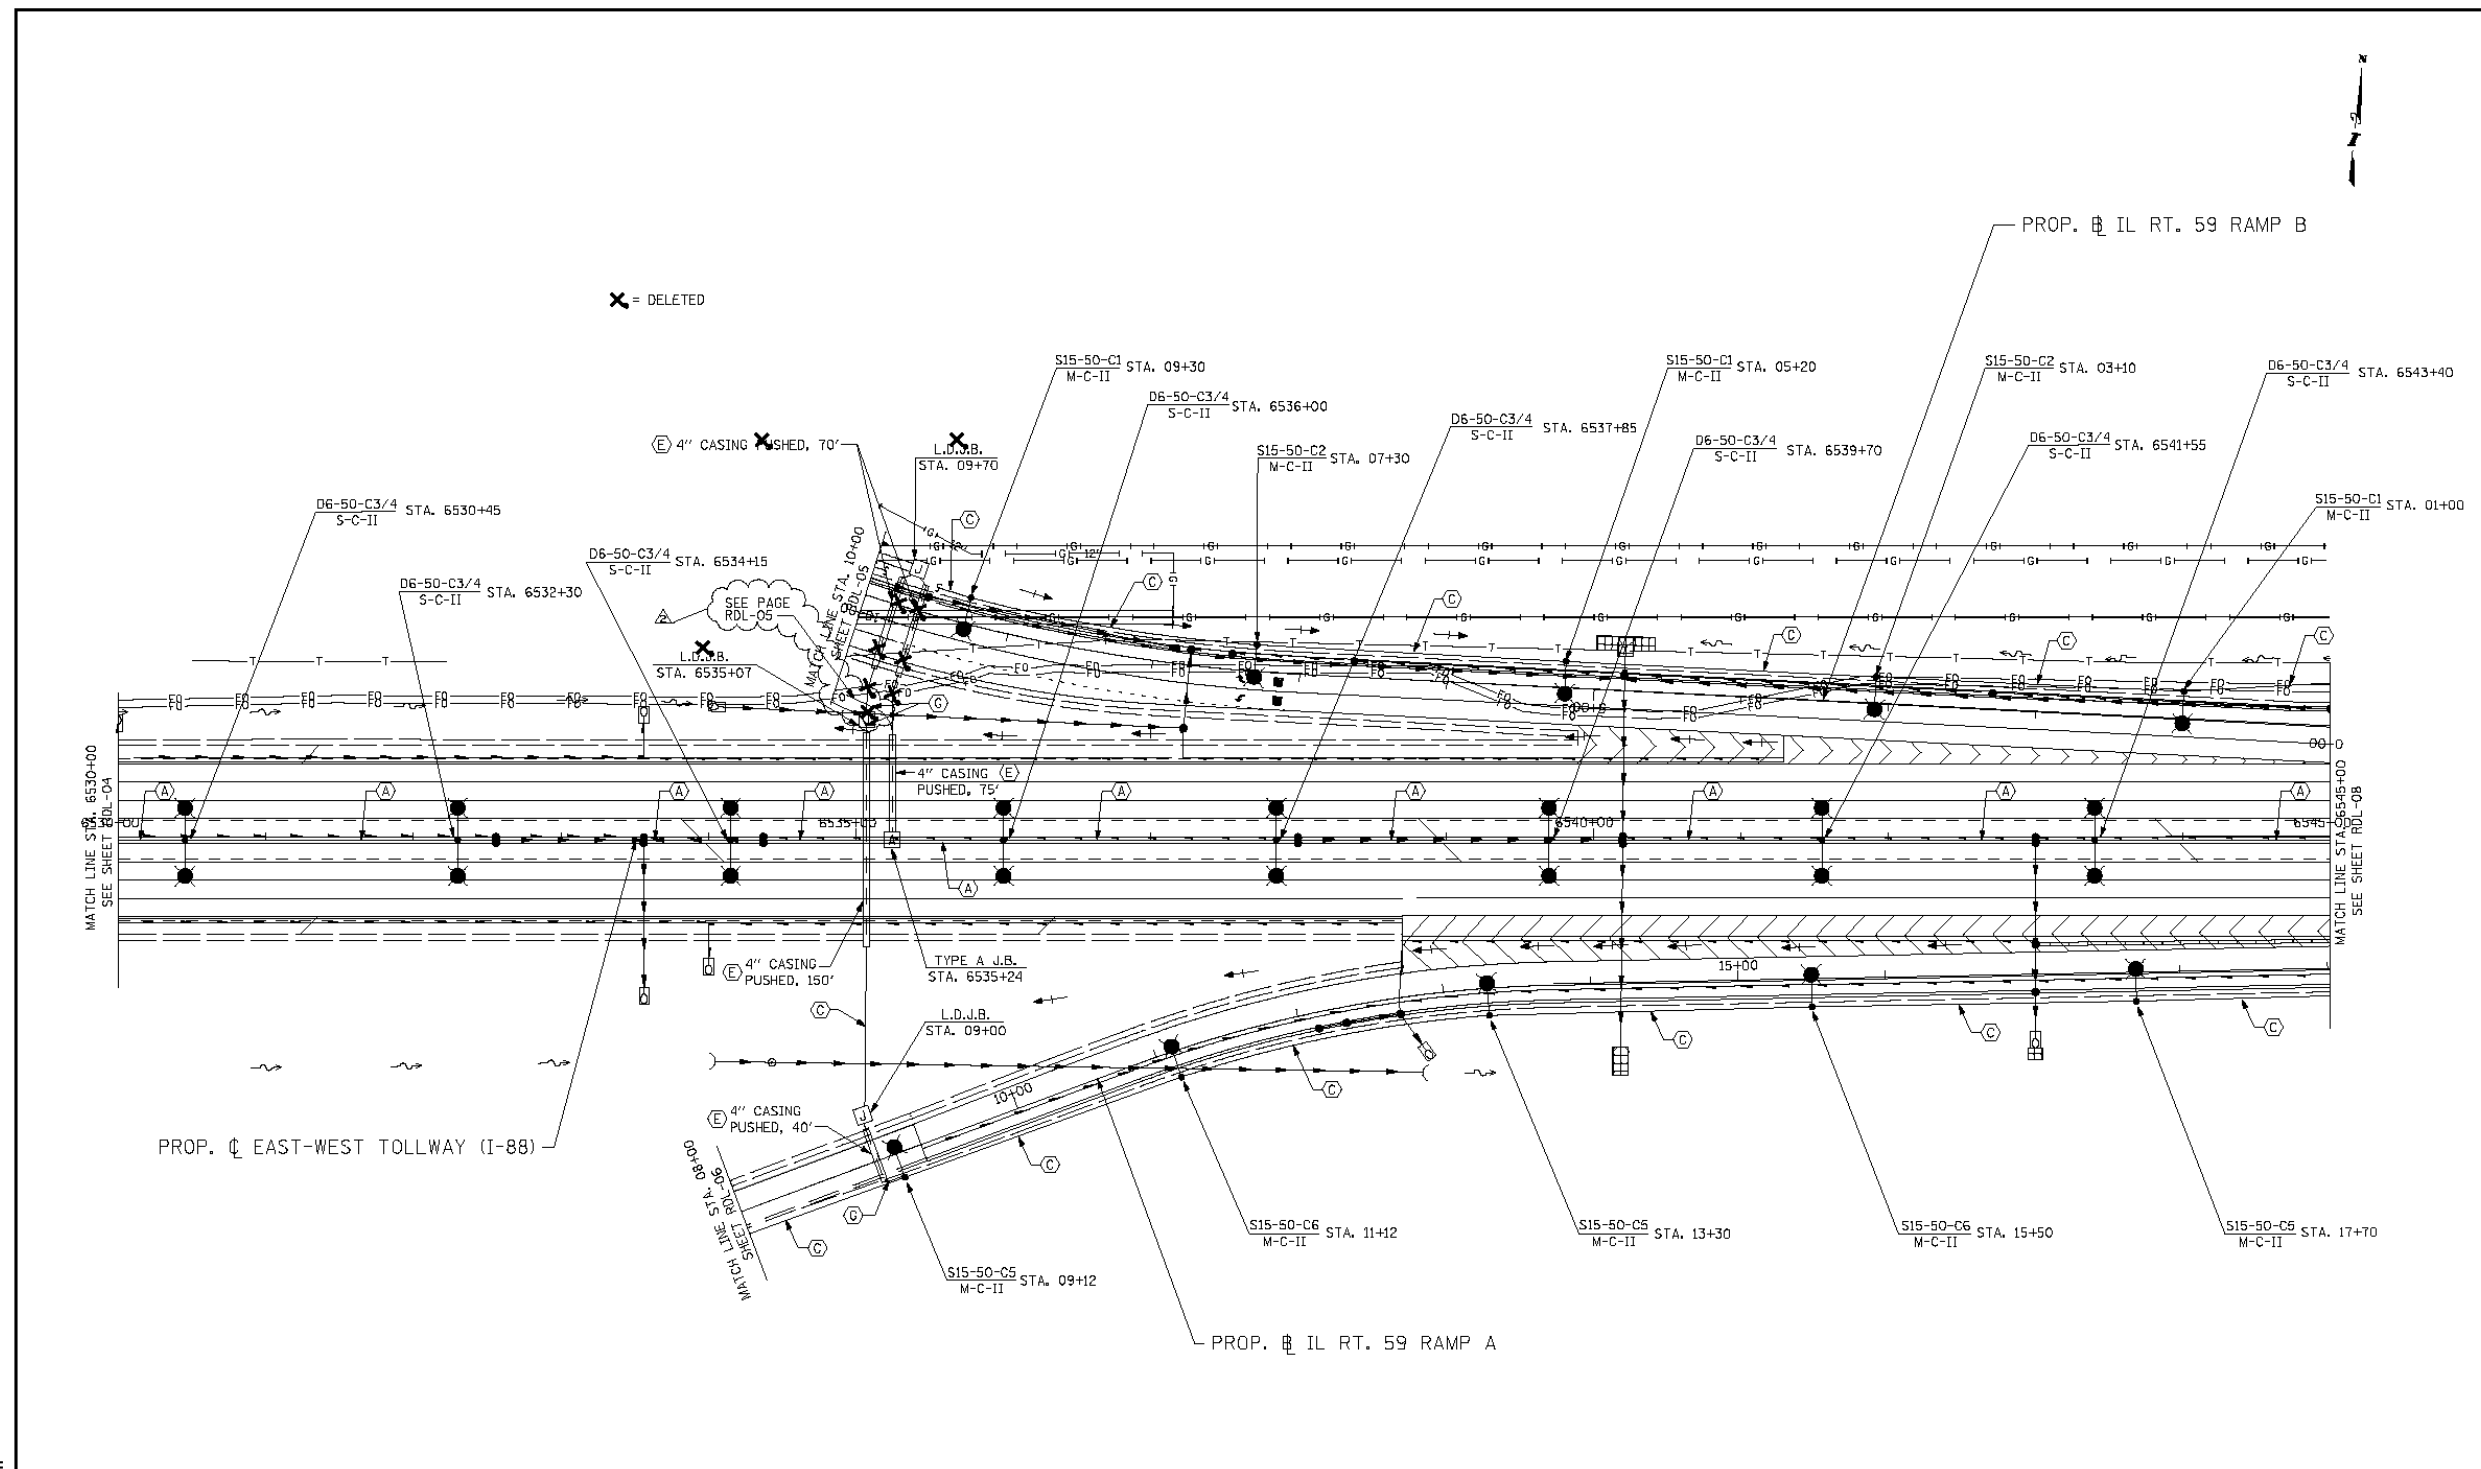 N
PROP. ⅊ IL RT. 59 RAMP B
= DELETED
S15-50-C1
M-C-II
STA. 09+30
S15-50-C1
M-C-II
STA. 05+20
S15-50-C2
M-C-II
STA. 03+10
D6-50-C3/4
S-C-II
STA. 6543+40
D6-50-C3/4
S-C-II
STA. 6536+00
D6-50-C3/4
S-C-II
STA. 6537+85
E 4" CASING PUSHED, 70'
L.D.J.B.
STA. 09+70
S15-50-C2
M-C-II
STA. 07+30
D6-50-C3/4
S-C-II
STA. 6539+70
D6-50-C3/4
S-C-II
STA. 6541+55
D6-50-C3/4
S-C-II
STA. 6530+45
S15-50-C1
M-C-II
STA. 01+00
D6-50-C3/4
S-C-II
STA. 6534+15
D6-50-C3/4
S-C-II
STA. 6532+30
SEE PAGE
RDL-05
2
MATCH LINE STA. 10+00
SHEET RDL-05
L.D.J.B.
STA. 6535+07
12'
C
C
C
C
C
C
G
MATCH LINE STA. 6530+00
SEE SHEET RDL-04
4" CASING E
PUSHED, 75'
A
A
A
A
A
A
A
A
A
A
6530+00
6535+00
6540+00
6545+00
MATCH LINE STA. 6545+00
SEE SHEET RDL-08
E 4" CASING
PUSHED, 150'
TYPE A J.B.
STA. 6535+24
15+00
L.D.J.B.
STA. 09+00
C
C
C
C
C
10+00
E 4" CASING
PUSHED, 40'
PROP. ℄ EAST-WEST TOLLWAY (I-88)
MATCH LINE STA. 08+00
SHEET RDL-06
C
G
C
S15-50-C5
M-C-II
STA. 09+12
S15-50-C6
M-C-II
STA. 11+12
S15-50-C5
M-C-II
STA. 13+30
S15-50-C6
M-C-II
STA. 15+50
S15-50-C5
M-C-II
STA. 17+70
PROP. ⅊ IL RT. 59 RAMP A